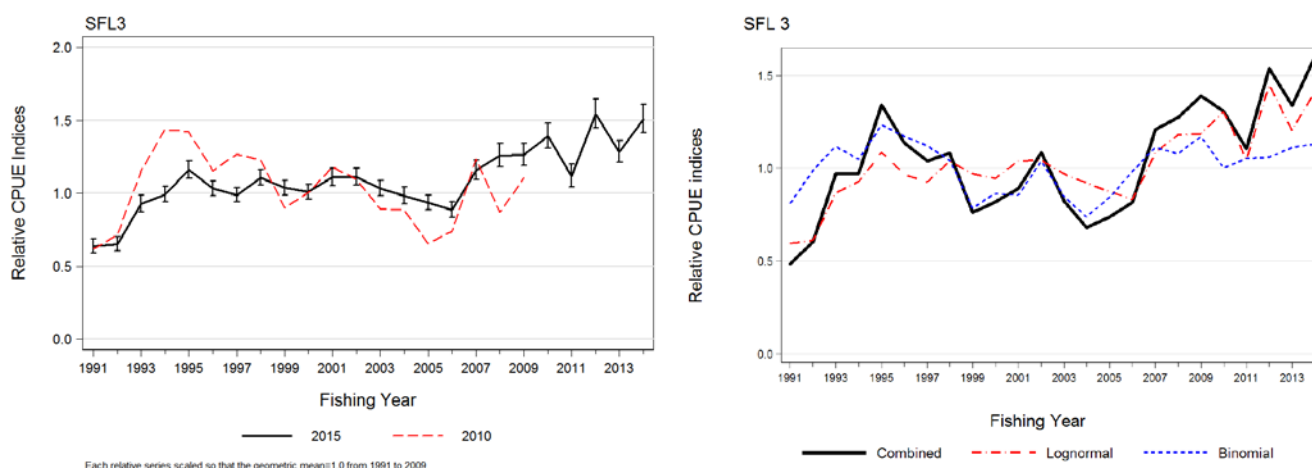 SFL3
2.0
1.5
1.0
0.5
0.0
Relative CPUE Indices
1991 1993 1995 1997 1999 2001 2003 2005 2007 2009 2011 2013
Fishing Year
2015 2010
Each relative series scaled so that the geometric mean=1.0 from 1991 to 2009
SFL 3
1.5
1.0
0.5
0.0
Relative CPUE Indices
1991 1993 1995 1997 1999 2001 2003 2005 2007 2009 2011 2013
Fishing Year
Combined Lognormal Binomial